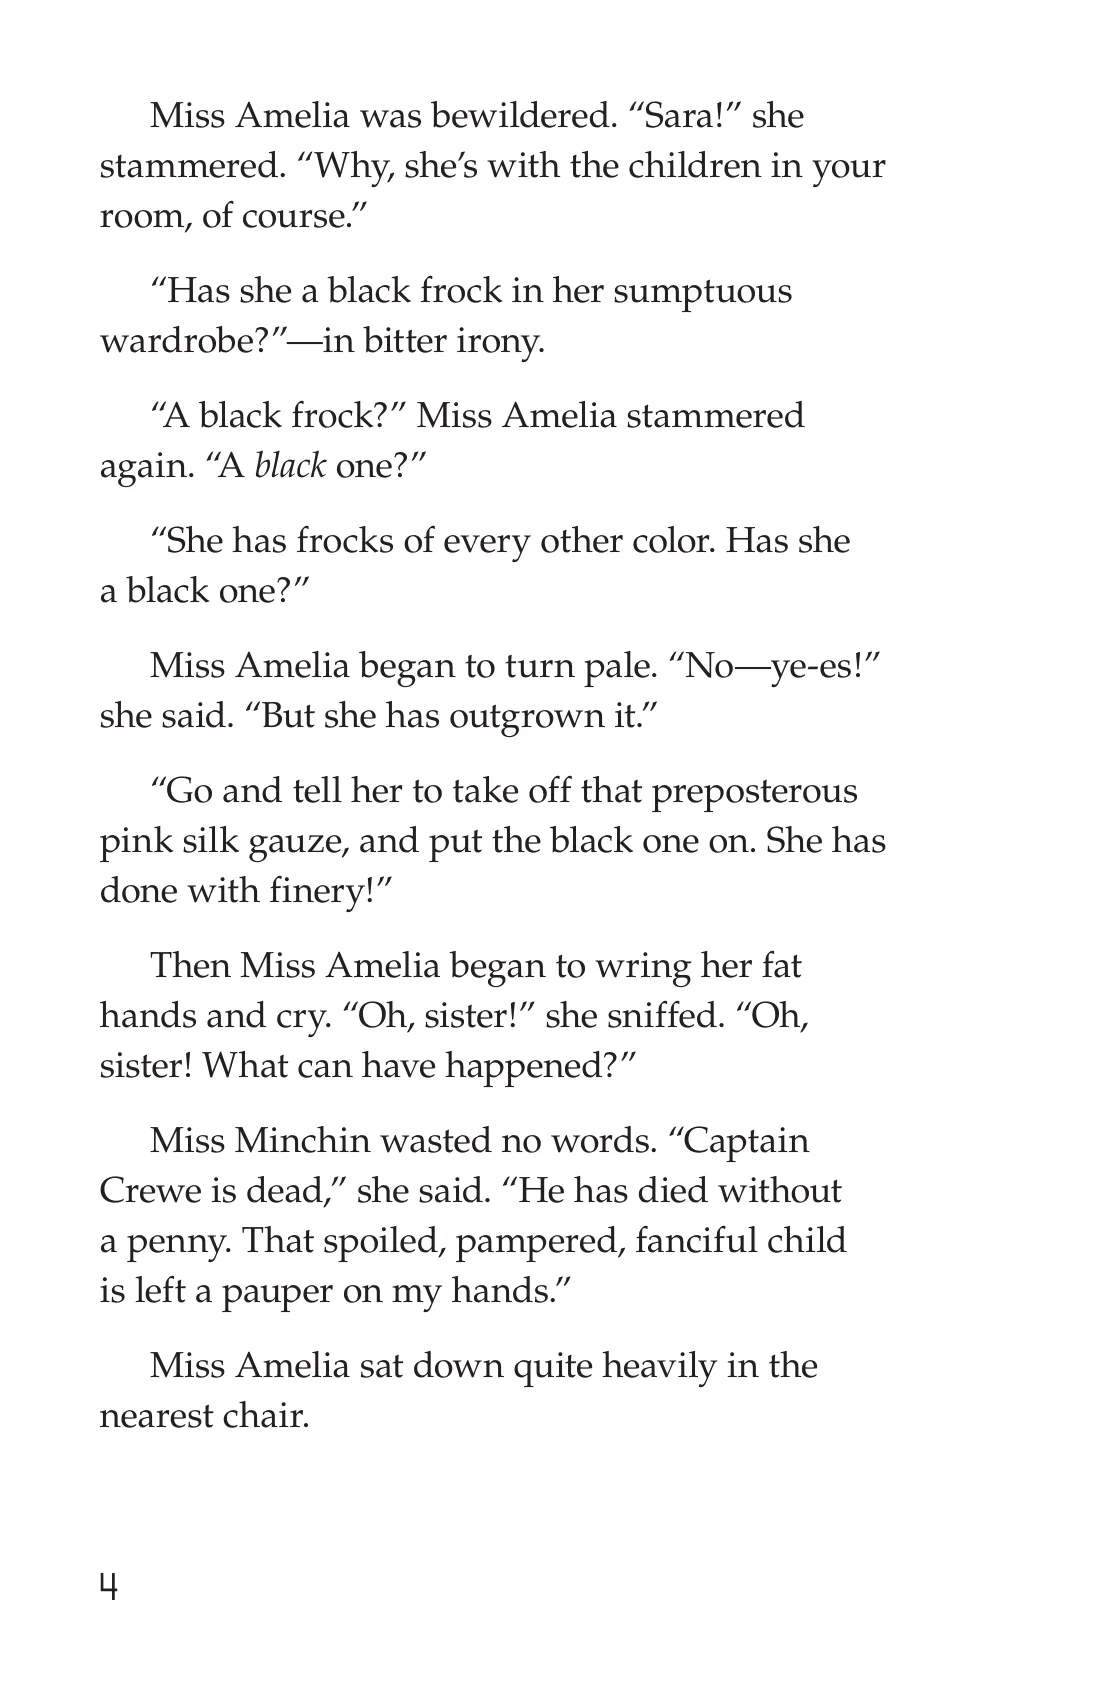 Miss Amelia was bewildered. “Sara!” she
stammered. “Why, she’s with the children in your
room, of course.”
“Has she a black frock in her sumptuous
wardrobe?”—in bitter irony.
“A black frock?” Miss Amelia stammered
again. “A black one?”
“She has frocks of every other color. Has she
a black one?”
Miss Amelia began to turn pale. “No—ye-es!”
she said. “But she has outgrown it.”
“Go and tell her to take off that preposterous
pink silk gauze, and put the black one on. She has
done with finery!”
Then Miss Amelia began to wring her fat
hands and cry. “Oh, sister!” she sniffed. “Oh,
sister! What can have happened?”
Miss Minchin wasted no words. “Captain
Crewe is dead,” she said. “He has died without
a penny. That spoiled, pampered, fanciful child
is left a pauper on my hands.”
Miss Amelia sat down quite heavily in the
nearest chair.
4